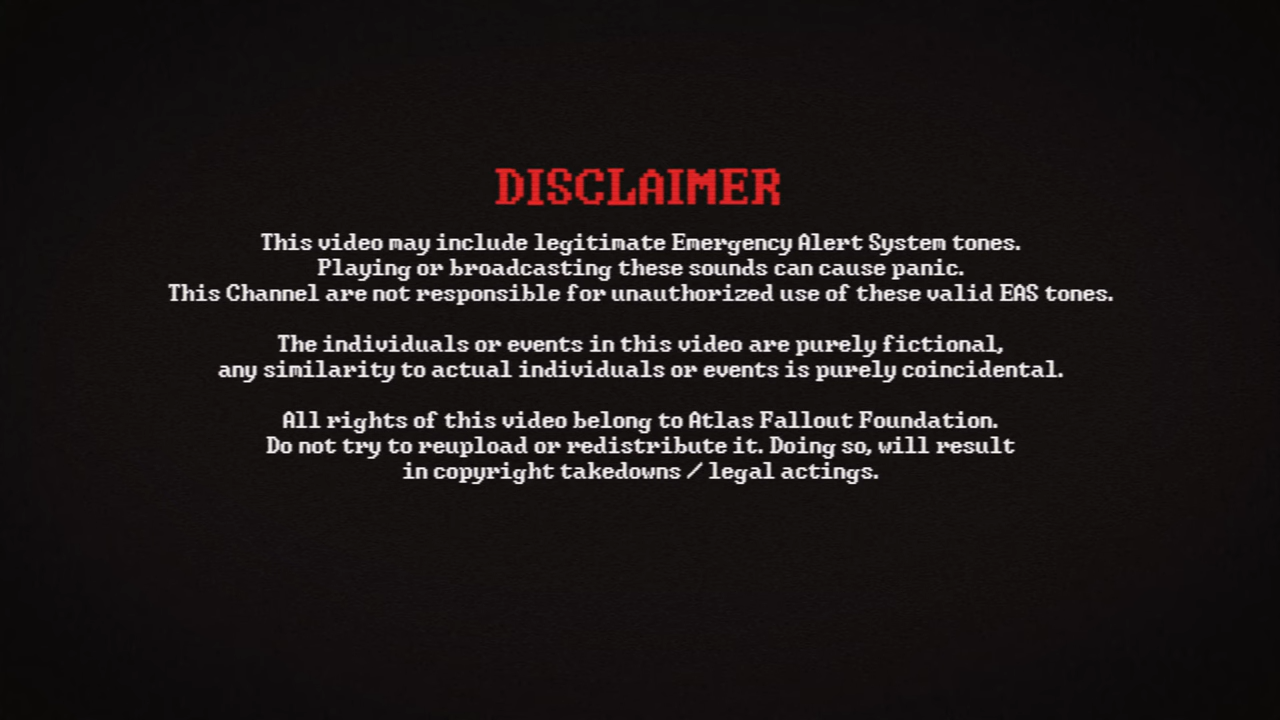 DISCLAIMER
This video may include legitimate Emergency Alert System tones.
Playing or broadcasting these sounds can cause panic.
This Channel are not responsible for unauthorized use of these valid EAS tones.
The individuals or events in this video are purely fictional,
any similarity to actual individuals or events is purely coincidental.
All rights of this video belong to Atlas Fallout Foundation.
Do not try to reupload or redistribute it. Doing so, will result
in copyright takedowns / legal actings.